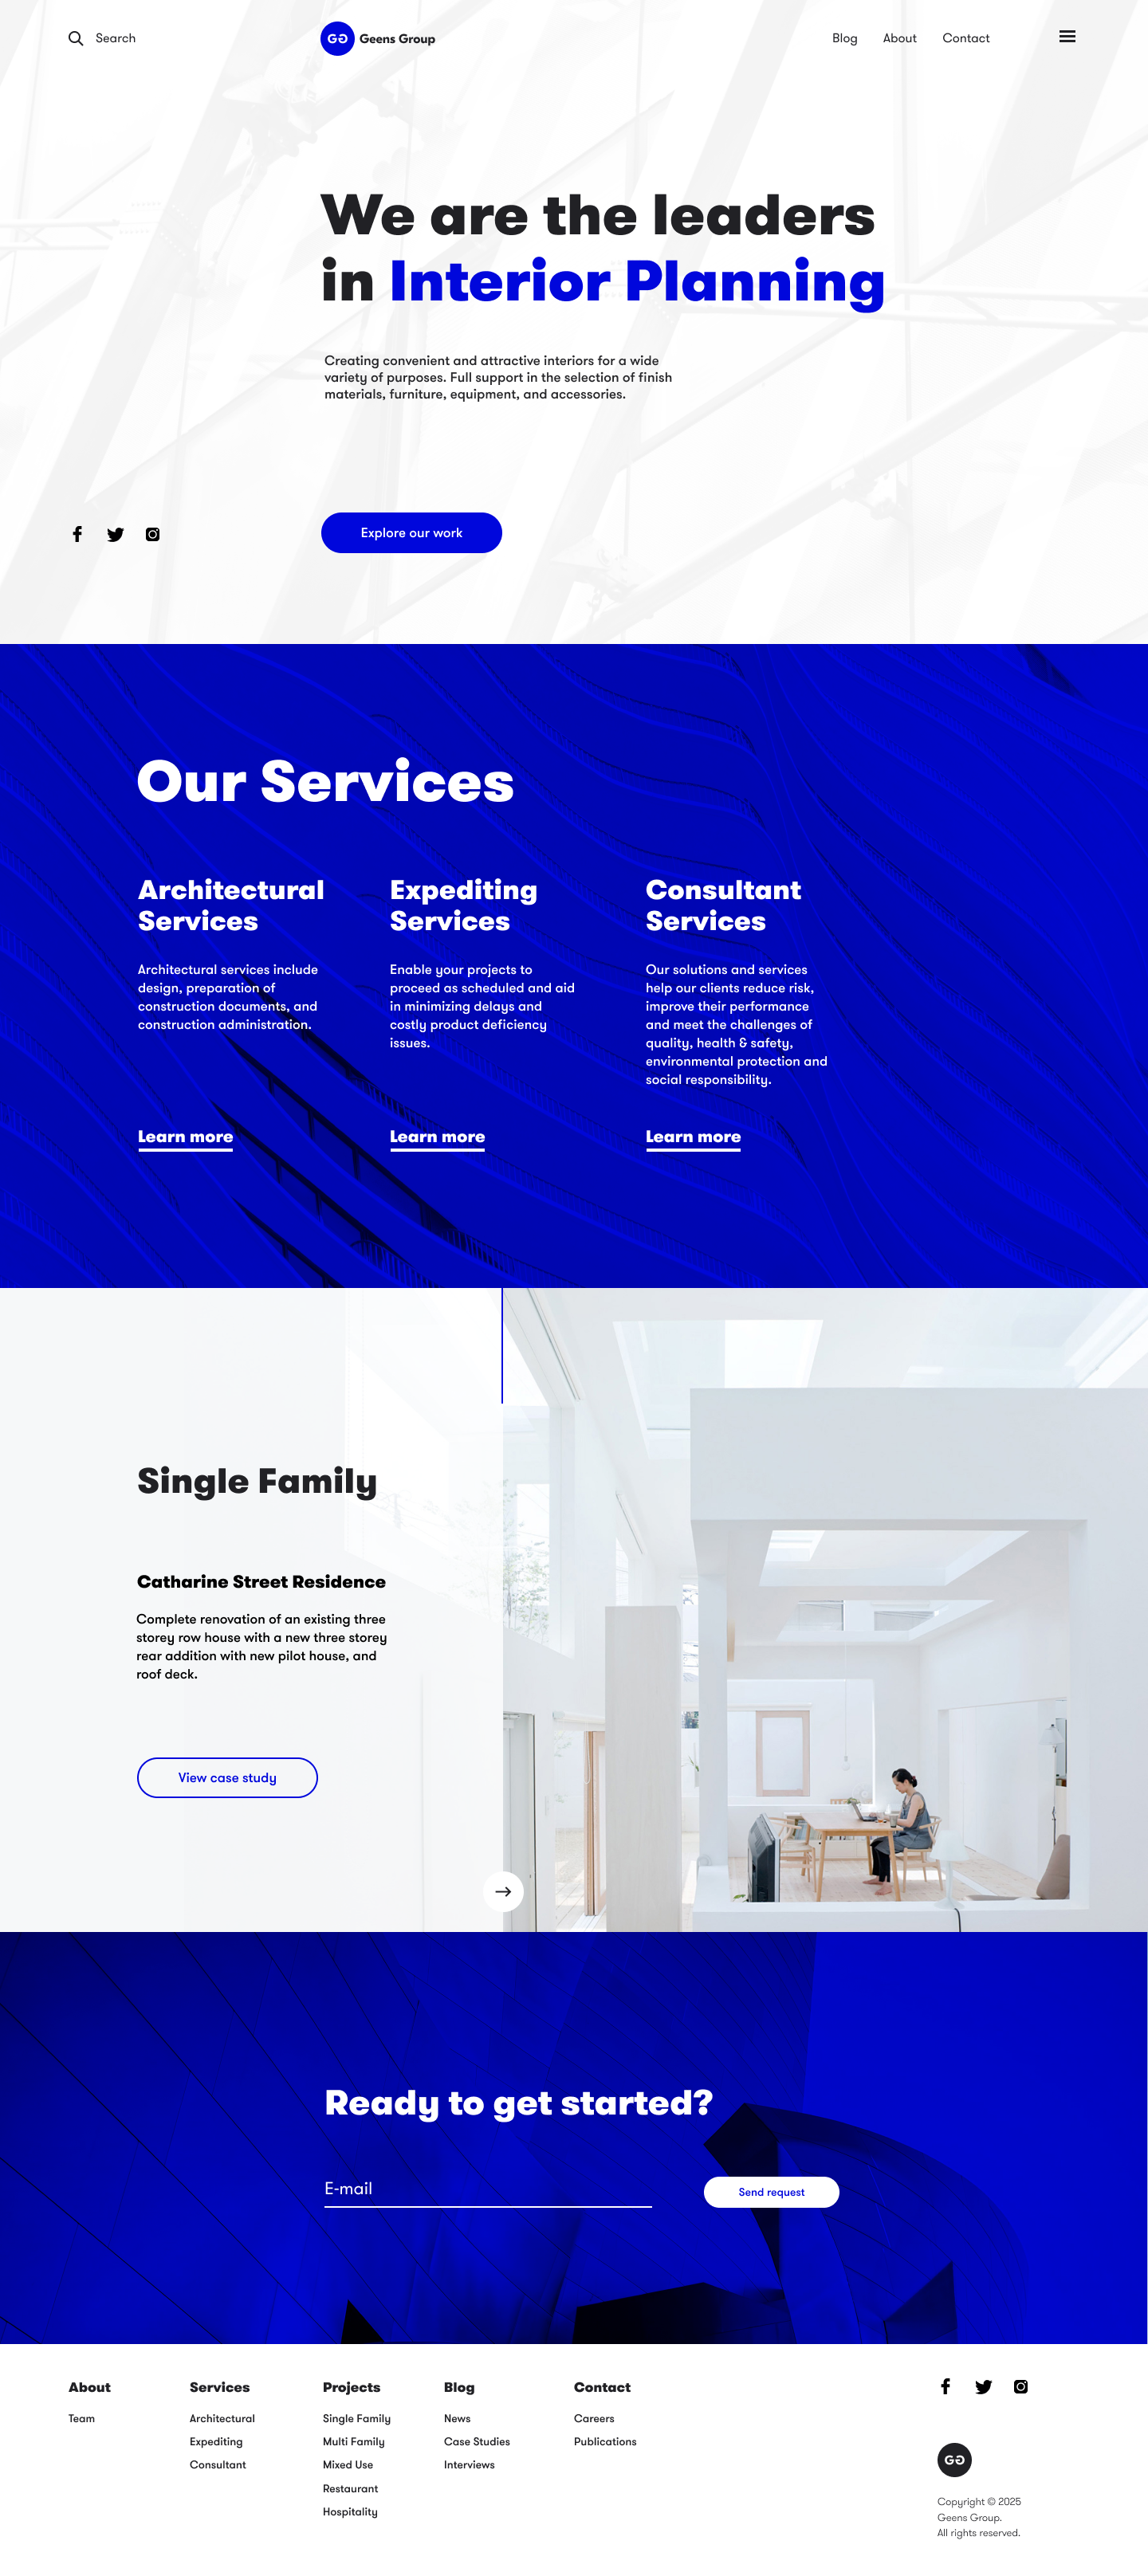 Search
GG Geens Group
Blog
About
Contact
We are the leaders
in Interior Planning
Creating convenient and attractive interiors for a wide
variety of purposes. Full support in the selection of finish
materials, furniture, equipment, and accessories.
Explore our work
Our Services
Architectural
Services
Architectural services include
design, preparation of
construction documents, and
construction administration.
Learn more
Expediting
Services
Enable your projects to
proceed as scheduled and aid
in minimizing delays and
costly product deficiency
issues.
Learn more
Consultant
Services
Our solutions and services
help our clients reduce risk,
improve their performance
and meet the challenges of
quality, health & safety,
environmental protection and
social responsibility.
Learn more
Single Family
Catharine Street Residence
Complete renovation of an existing three
storey row house with a new three storey
rear addition with new pilot house, and
roof deck.
View case study
Ready to get started?
E-mail
Send request
About
Team
Services
Architectural
Expediting
Consultant
Projects
Single Family
Multi Family
Mixed Use
Restaurant
Hospitality
Blog
News
Case Studies
Interviews
Contact
Careers
Publications
GG
Copyright © 2025
Geens Group.
All rights reserved.